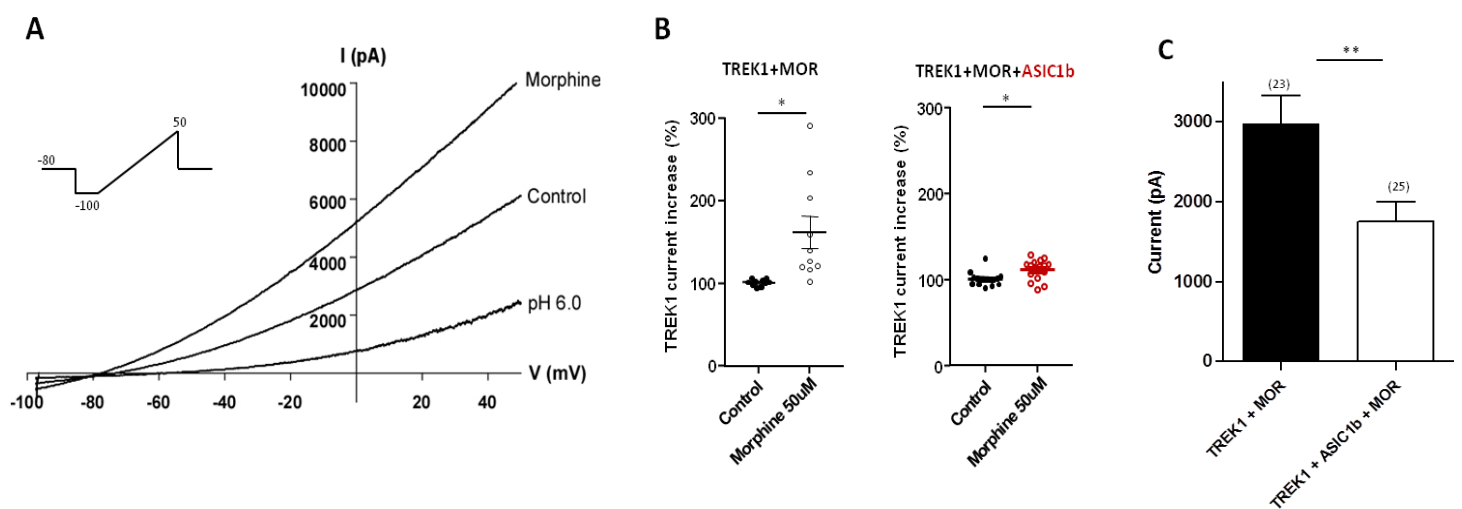 A
I (pA)
10000
8000
6000
4000
2000
Morphine
Control
pH 6.0
V (mV)
-100
-80
-60
-40
-20
20
40
-80
-100
50
B
TREK1+MOR
*
TREK1 current increase (%)
300
200
100
0
Control
Morphine 50uM
TREK1+MOR+ASIC1b
*
TREK1 current increase (%)
300
200
100
0
Control
Morphine 50uM
C
**
(23)
(25)
Current (pA)
3000
2000
1000
0
TREK1 + MOR
TREK1 + ASIC1b + MOR